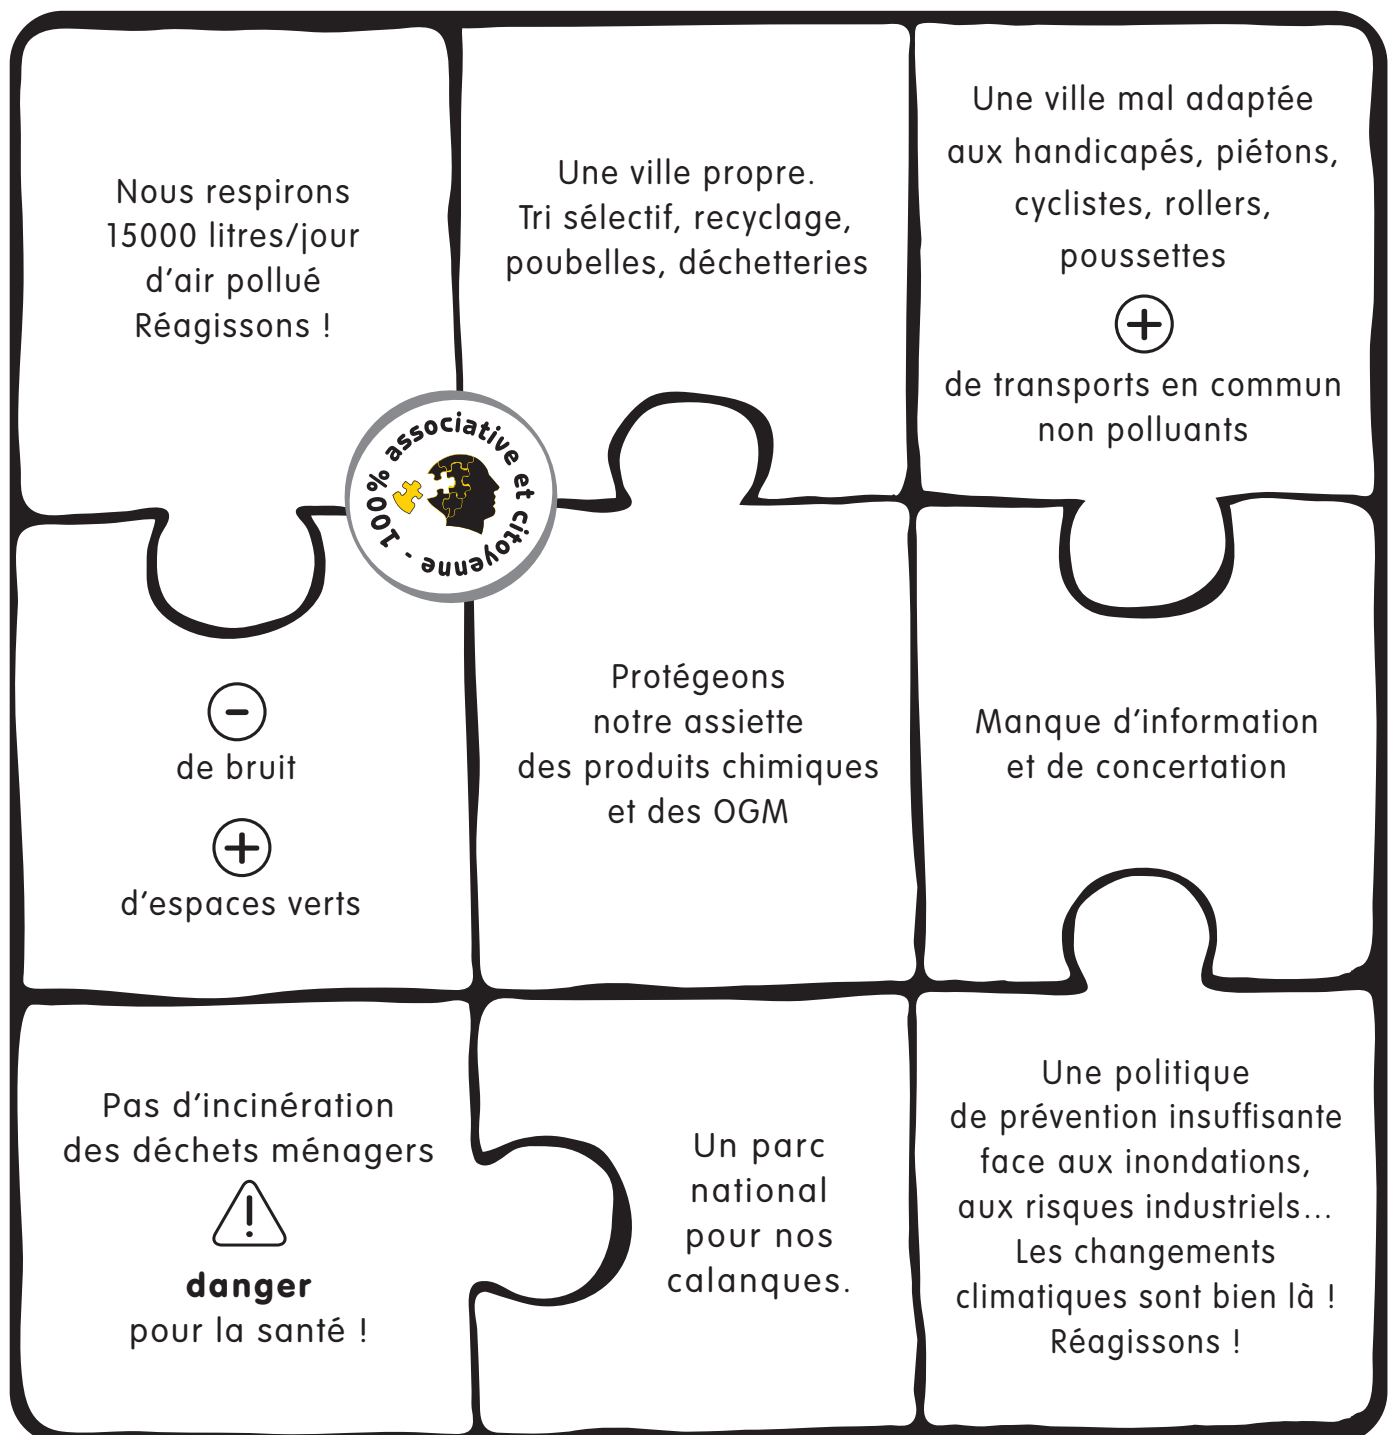 Nous respirons
15000 litres/jour
d'air pollué
Réagissons !
Une ville propre.
Tri sélectif, recyclage,
poubelles, déchetteries
Une ville mal adaptée
aux handicapés, piétons,
cyclistes, rollers,
poussettes
+
de transports en commun
non polluants
100% associative et citoyenne -
-
de bruit
+
d'espaces verts
Protégeons
notre assiette
des produits chimiques
et des OGM
Manque d'information
et de concertation
Pas d'incinération
des déchets ménagers
!
danger
pour la santé !
Un parc
national
pour nos
calanques.
Une politique
de prévention insuffisante
face aux inondations,
aux risques industriels...
Les changements
climatiques sont bien là !
Réagissons !